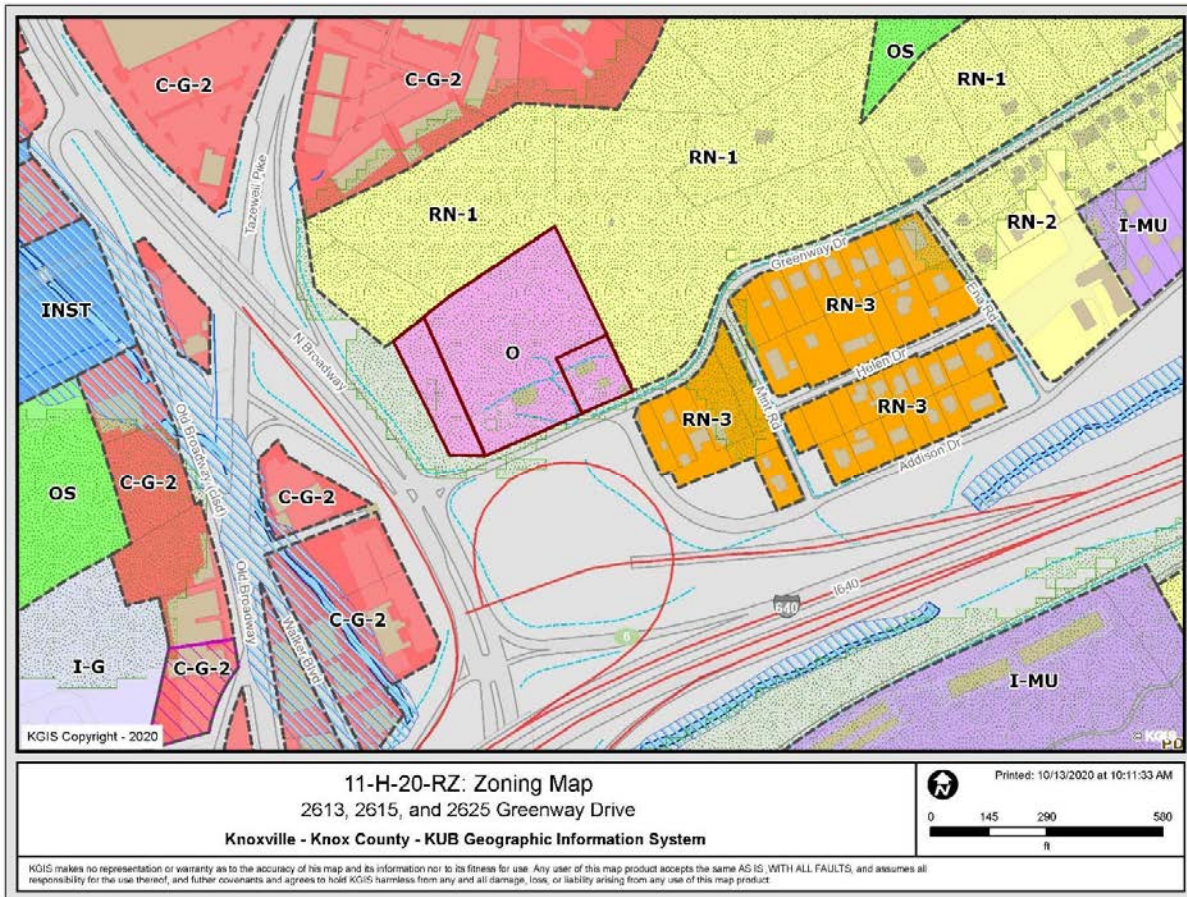 C-G-2
C-G-2
OS
RN-1
RN-1
RN-1
Tazewell Pike
RN-2
I-MU
Greenway Dr
INST
RN-3
Ena Rd
N Broadway
O
Helen Dr
Mint Rd
RN-3
RN-3
Old Broadway (clsd)
Addison Dr
OS
C-G-2
C-G-2
Old Broadway
I640
640
Walker Blvd
C-G-2
6
I-G
C-G-2
I-MU
KGIS Copyright - 2020
© KGIS
PD
11-H-20-RZ: Zoning Map
2613, 2615, and 2625 Greenway Drive
Knoxville - Knox County - KUB Geographic Information System
N
Printed: 10/13/2020 at 10:11:33 AM
0 145 290 580
ft
KGIS makes no representation or warranty as to the accuracy of his map and its information nor to its fitness for use. Any user of this map product accepts the same AS IS ,WITH ALL FAULTS, and assumes all
responsibility for the use thereof, and futher covenants and agrees to hold KGIS harmless from any and all damage, loss, or liability arising from any use of this map product.